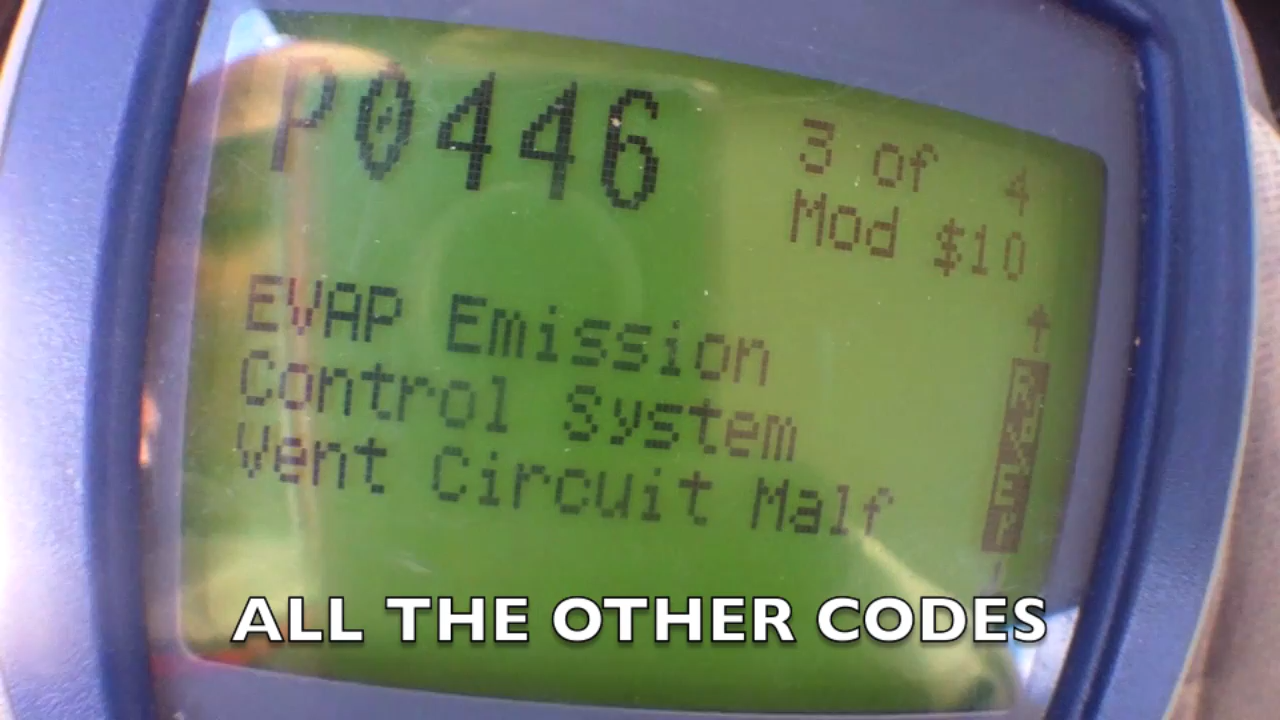 P0446
3 of 4
Mod $10
EVAP Emission
Control System
Vent Circuit Malf
ALL THE OTHER CODES